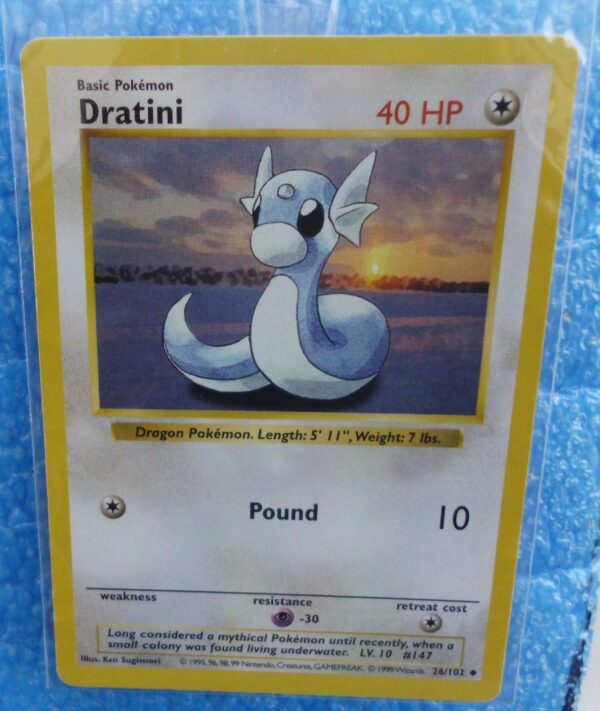 Basic Pokémon
Dratini 40 HP
Dragon Pokémon. Length: 5' 11", Weight: 7 lbs.
Pound 10
weakness resistance retreat cost
-30
Long considered a mythical Pokémon until recently, when a
small colony was found living underwater. LV. 10 #147
Illus. Ken Sugimori © 1995, 96, 98, 99 Nintendo, Creatures, GAMEFREAK. © 1999 Wizards. 26/102